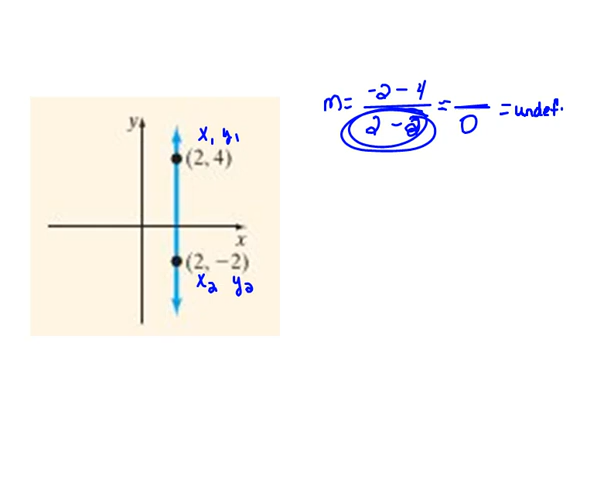 y
x₁ y₁
(2, 4)
x
(2, −2)
x₂ y₂
m = -2 - 4 / 2 - 2 = — / 0 = undef.